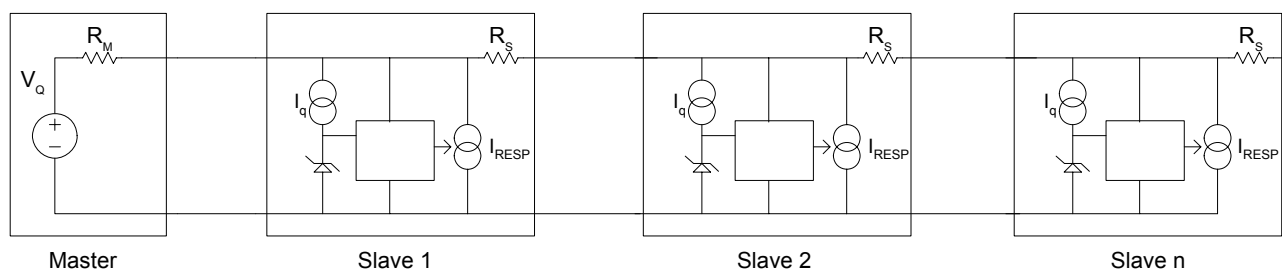 R_M
V_Q
+
−
Master
R_S
I_q
I_RESP
Slave 1
R_S
I_q
I_RESP
Slave 2
R_S
I_q
I_RESP
Slave n